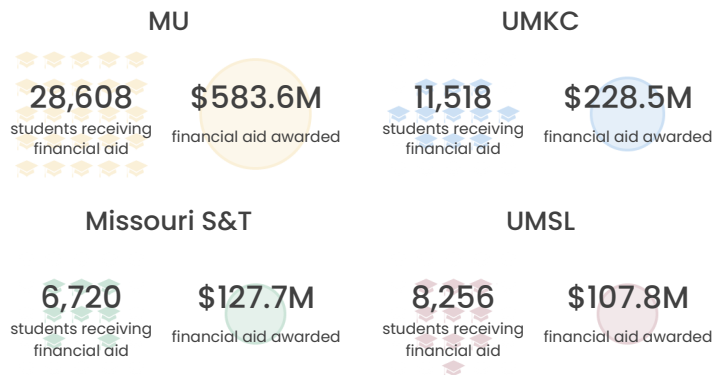 MU
28,608
students receiving
financial aid
$583.6M
financial aid awarded
UMKC
11,518
students receiving
financial aid
$228.5M
financial aid awarded
Missouri S&T
6,720
students receiving
financial aid
$127.7M
financial aid awarded
UMSL
8,256
students receiving
financial aid
$107.8M
financial aid awarded